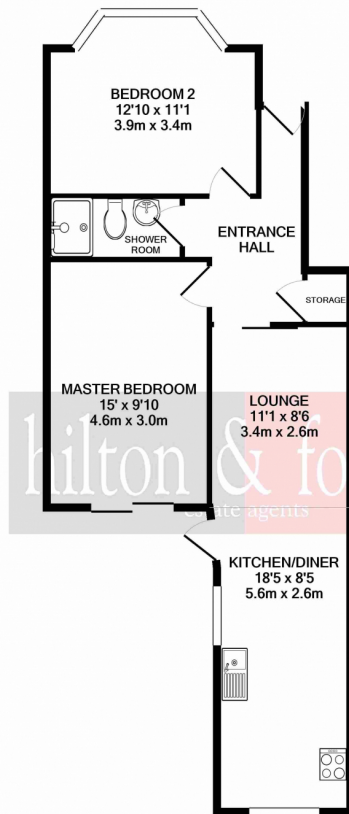 BEDROOM 2
12'10 x 11'1
3.9m x 3.4m
SHOWER
ROOM
ENTRANCE
HALL
STORAGE
MASTER BEDROOM
15' x 9'10
4.6m x 3.0m
LOUNGE
11'1 x 8'6
3.4m x 2.6m
hilton & fo
estate agents
KITCHEN/DINER
18'5 x 8'5
5.6m x 2.6m